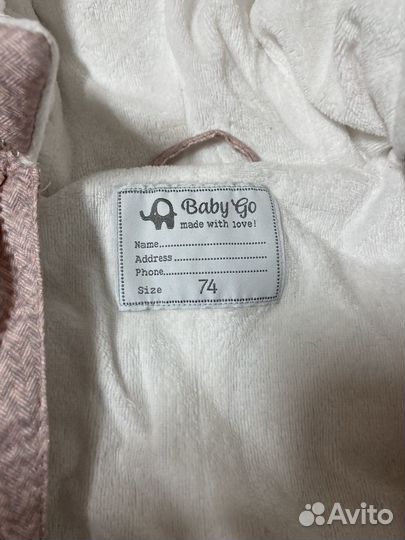 Baby Go
made with love!
Name..............................
Address.........................
Phone............................
Size 74
Avito